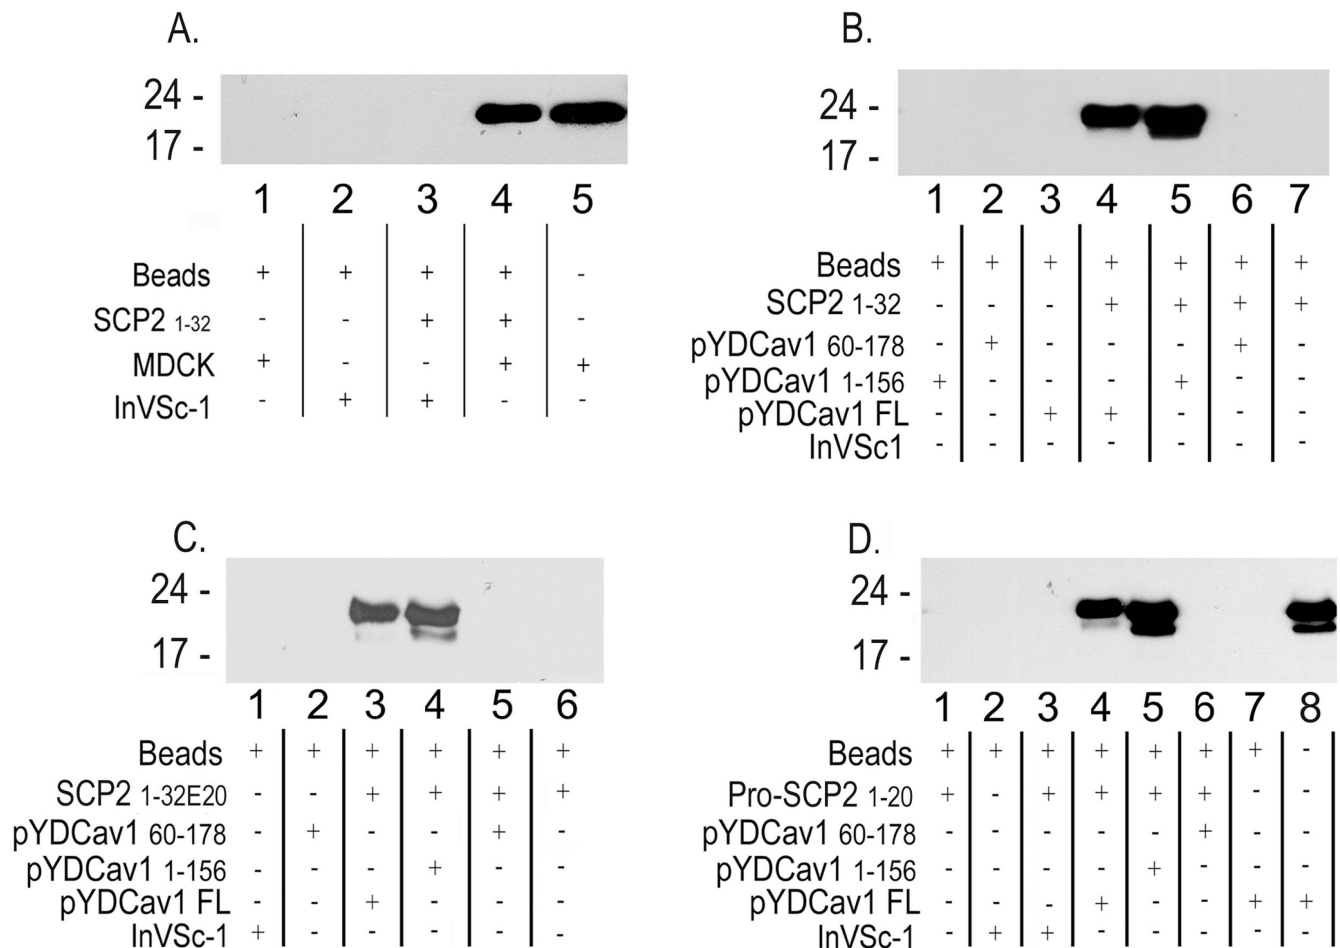 A.
24 -
17 -
1 2 3 4 5
Beads + + + + -
SCP2 1-32 - - + + -
MDCK + - - + +
InVSc-1 - + + - -
B.
24 -
17 -
1 2 3 4 5 6 7
Beads + + + + + + +
SCP2 1-32 - - - + + + +
pYDCav1 60-178 - + - - - + -
pYDCav1 1-156 + - - - + - -
pYDCav1 FL - - + + - - -
InVSc1 - - - - - - -
C.
24 -
17 -
1 2 3 4 5 6
Beads + + + + + +
SCP2 1-32E20 - - + + + +
pYDCav1 60-178 - + - - + -
pYDCav1 1-156 - - - + - -
pYDCav1 FL - - + - - -
InVSc-1 + - - - - -
D.
24 -
17 -
1 2 3 4 5 6 7 8
Beads + + + + + + + -
Pro-SCP2 1-20 + - + + + + - -
pYDCav1 60-178 - - - - - + - -
pYDCav1 1-156 - - - - + - - -
pYDCav1 FL - - - + - - + +
InVSc-1 - + + - - - - -